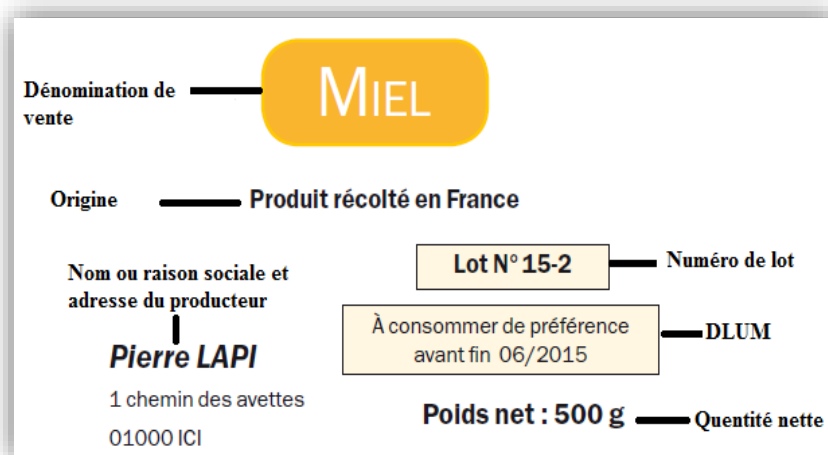 MIEL
Dénomination de
vente
Origine
Produit récolté en France
Lot N° 15-2
Numéro de lot
Nom ou raison sociale et
adresse du producteur
À consommer de préférence
avant fin 06/2015
DLUM
Pierre LAPI
1 chemin des avettes
01000 ICI
Poids net : 500 g
Quentité nette